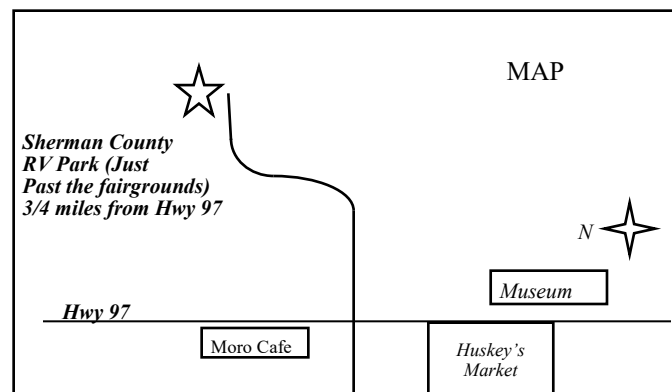 MAP
Sherman County
RV Park (Just
Past the fairgrounds)
3/4 miles from Hwy 97
N
Museum
Hwy 97
Moro Cafe
Huskey’s
Market